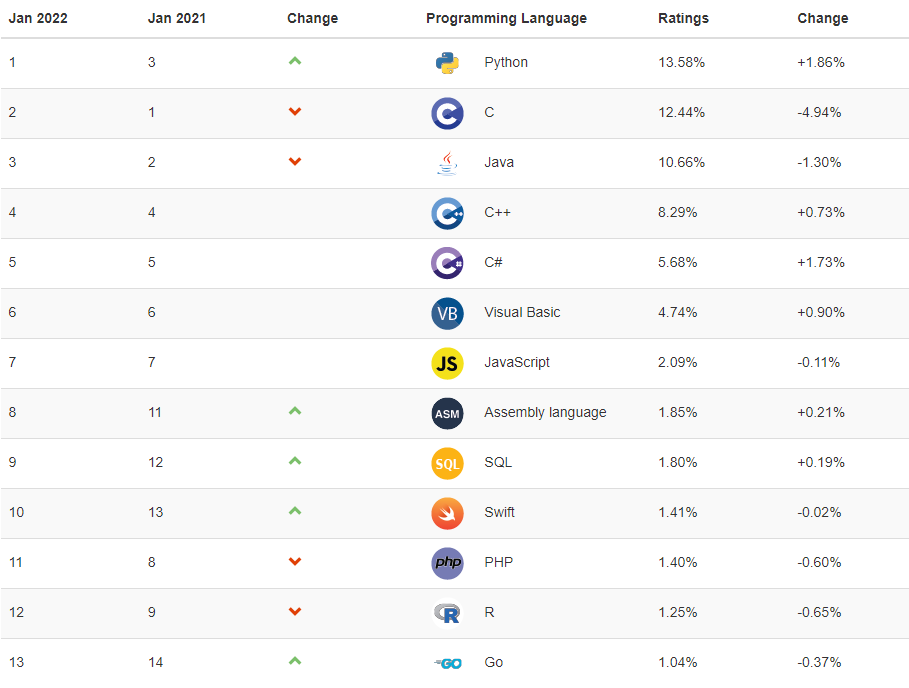 Jan 2022 Jan 2021 Change Programming Language Ratings Change
1 3 Python 13.58% +1.86%
2 1 C C 12.44% -4.94%
3 2 Java 10.66% -1.30%
4 4 C++ C++ 8.29% +0.73%
5 5 C# C# 5.68% +1.73%
6 6 VB Visual Basic 4.74% +0.90%
7 7 JS JavaScript 2.09% -0.11%
8 11 ASM Assembly language 1.85% +0.21%
9 12 SQL SQL 1.80% +0.19%
10 13 Swift 1.41% -0.02%
11 8 php PHP 1.40% -0.60%
12 9 R R 1.25% -0.65%
13 14 GO Go 1.04% -0.37%